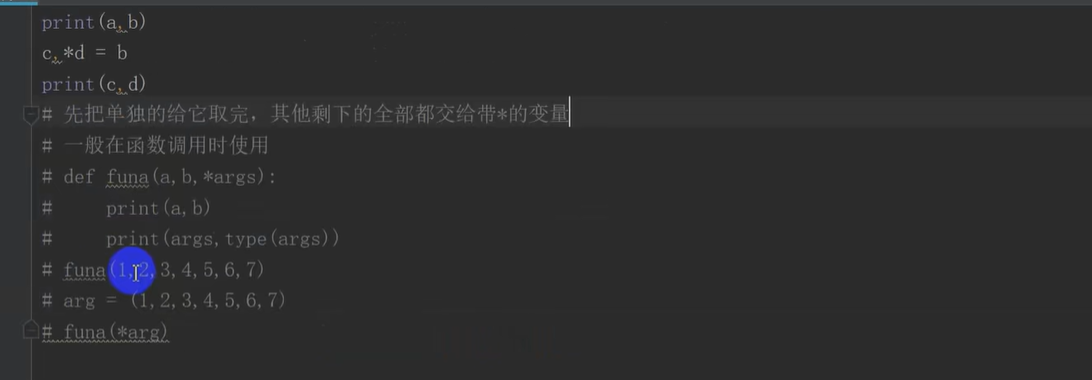 print(a,b)
c,*d = b
print(c,d)
# 先把单独的给它取完，其他剩下的全部都交给带*的变量
# 一般在函数调用时使用
# def funa(a,b,*args):
#     print(a,b)
#     print(args,type(args))
# funa(1,2,3,4,5,6,7)
# arg = (1,2,3,4,5,6,7)
# funa(*arg)